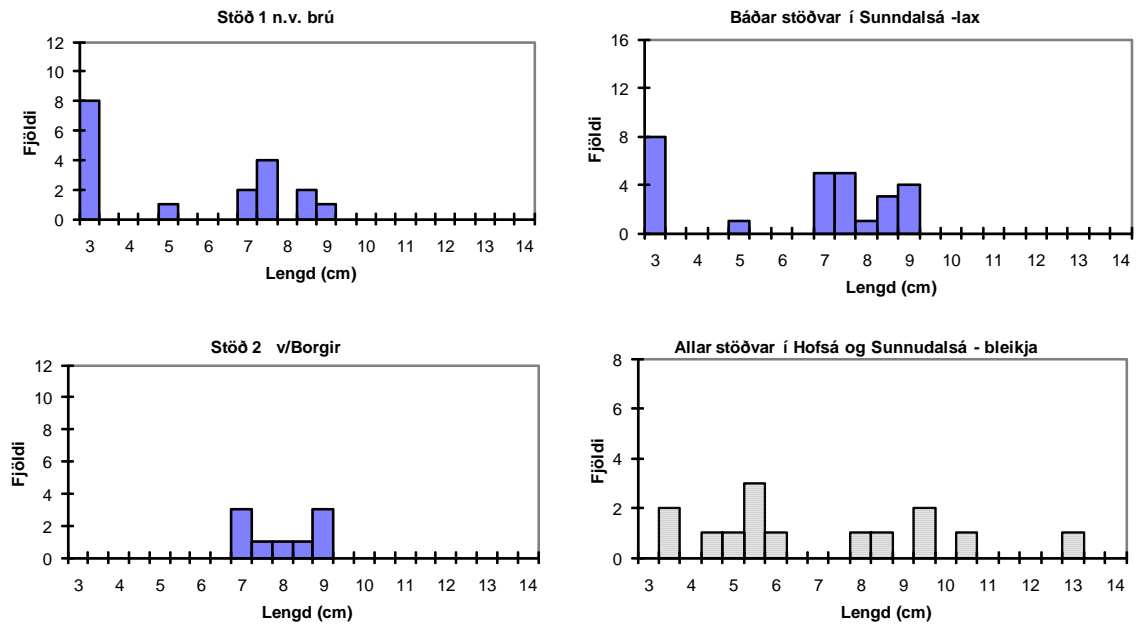 Stöð 1 n.v. brú
12
10
8
6
4
2
0
Fjöldi
3 4 5 6 7 8 9 10 11 12 13 14
Lengd (cm)
Báðar stöðvar í Sunndalsá -lax
16
12
8
4
0
Fjöldi
3 4 5 6 7 8 9 10 11 12 13 14
Lengd (cm)
Stöð 2 v/Borgir
12
10
8
6
4
2
0
Fjöldi
3 4 5 6 7 8 9 10 11 12 13 14
Lengd (cm)
Allar stöðvar í Hofsá og Sunnudalsá - bleikja
8
6
4
2
0
Fjöldi
3 4 5 6 7 8 9 10 11 12 13 14
Lengd (cm)